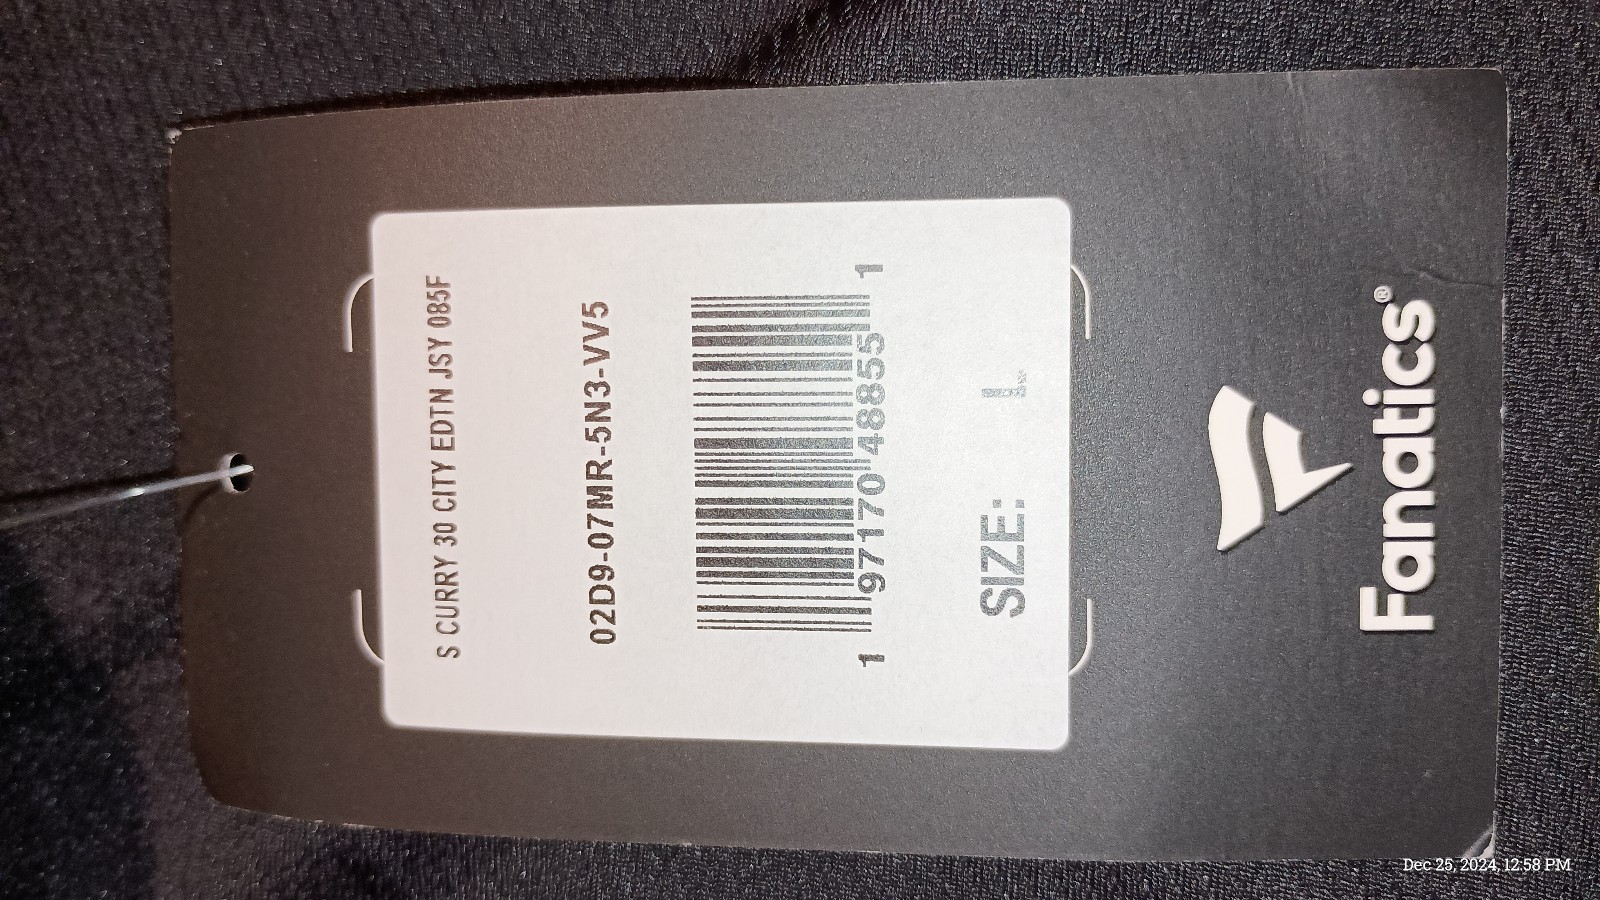 S CURRY 30 CITY EDTN JSY 085F
02D9-07MR-5N3-VV5
1 97170 48855 1
SIZE: L
Fanatics®
Dec 25, 2024, 12:58 PM